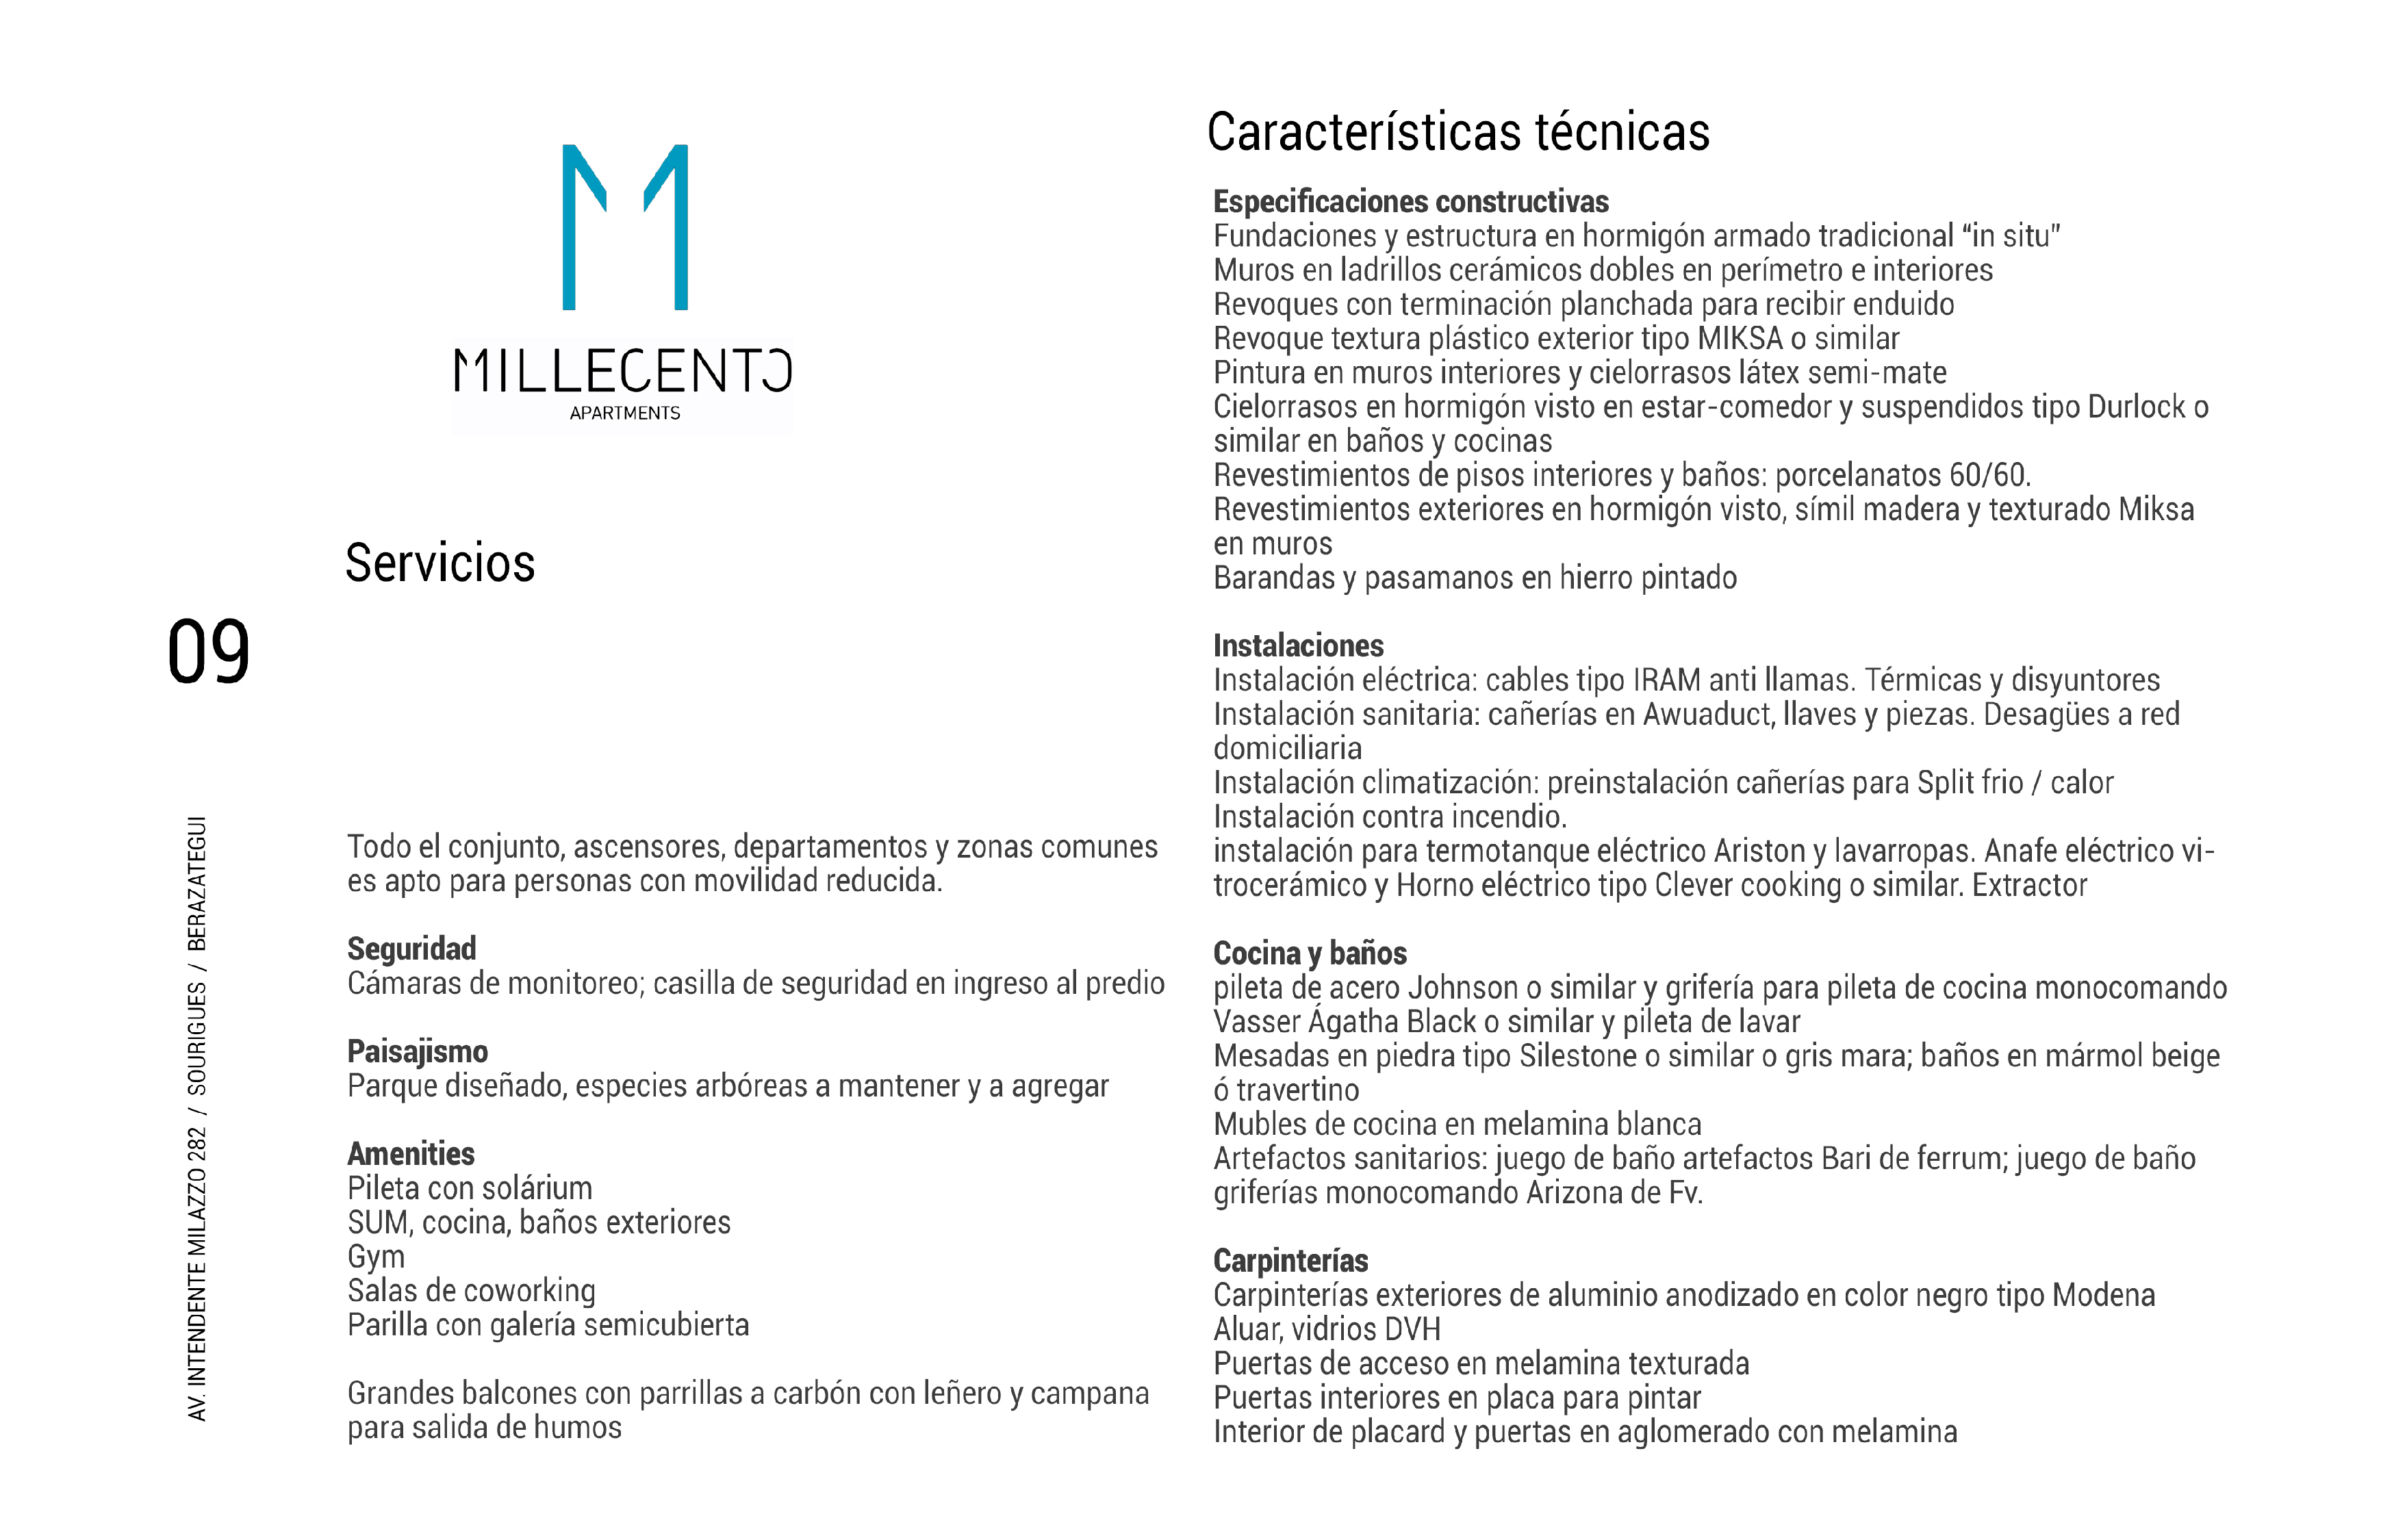 MILLECENTO
APARTMENTS
Servicios
09
AV. INTENDENTE MILAZZO 282 / SOURIGUES / BERAZATEGUI
Todo el conjunto, ascensores, departamentos y zonas comunes
es apto para personas con movilidad reducida.
Seguridad
Cámaras de monitoreo; casilla de seguridad en ingreso al predio
Paisajismo
Parque diseñado, especies arbóreas a mantener y a agregar
Amenities
Pileta con solárium
SUM, cocina, baños exteriores
Gym
Salas de coworking
Parilla con galería semicubierta
Grandes balcones con parrillas a carbón con leñero y campana
para salida de humos
Características técnicas
Especificaciones constructivas
Fundaciones y estructura en hormigón armado tradicional “in situ”
Muros en ladrillos cerámicos dobles en perímetro e interiores
Revoques con terminación planchada para recibir enduido
Revoque textura plástico exterior tipo MIKSA o similar
Pintura en muros interiores y cielorrasos látex semi-mate
Cielorrasos en hormigón visto en estar-comedor y suspendidos tipo Durlock o
similar en baños y cocinas
Revestimientos de pisos interiores y baños: porcelanatos 60/60.
Revestimientos exteriores en hormigón visto, símil madera y texturado Miksa
en muros
Barandas y pasamanos en hierro pintado
Instalaciones
Instalación eléctrica: cables tipo IRAM anti llamas. Térmicas y disyuntores
Instalación sanitaria: cañerías en Awuaduct, llaves y piezas. Desagües a red
domiciliaria
Instalación climatización: preinstalación cañerías para Split frio / calor
Instalación contra incendio.
instalación para termotanque eléctrico Ariston y lavarropas. Anafe eléctrico vi-
trocerámico y Horno eléctrico tipo Clever cooking o similar. Extractor
Cocina y baños
pileta de acero Johnson o similar y grifería para pileta de cocina monocomando
Vasser Ágatha Black o similar y pileta de lavar
Mesadas en piedra tipo Silestone o similar o gris mara; baños en mármol beige
ó travertino
Mubles de cocina en melamina blanca
Artefactos sanitarios: juego de baño artefactos Bari de ferrum; juego de baño
griferías monocomando Arizona de Fv.
Carpinterías
Carpinterías exteriores de aluminio anodizado en color negro tipo Modena
Aluar, vidrios DVH
Puertas de acceso en melamina texturada
Puertas interiores en placa para pintar
Interior de placard y puertas en aglomerado con melamina